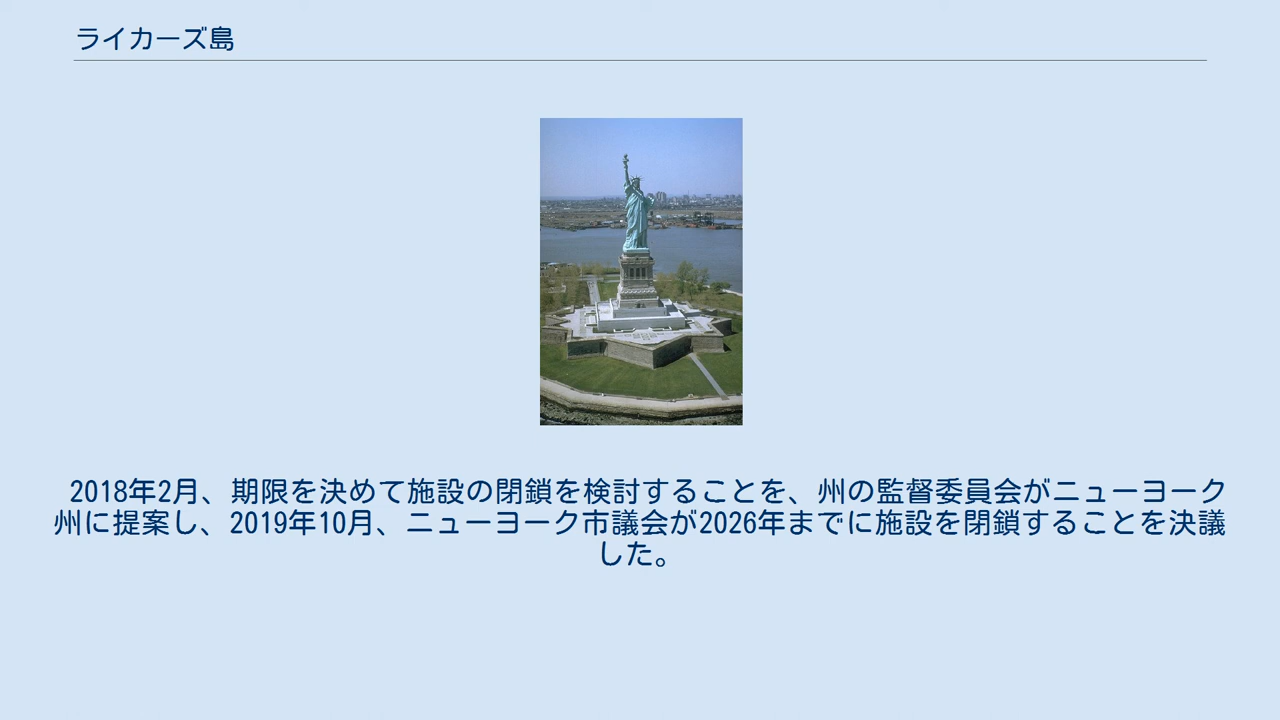 ライカーズ島
2018年2月、期限を決めて施設の閉鎖を検討することを、州の監督委員会がニューヨーク
州に提案し、2019年10月、ニューヨーク市議会が2026年までに施設を閉鎖することを決議
した。